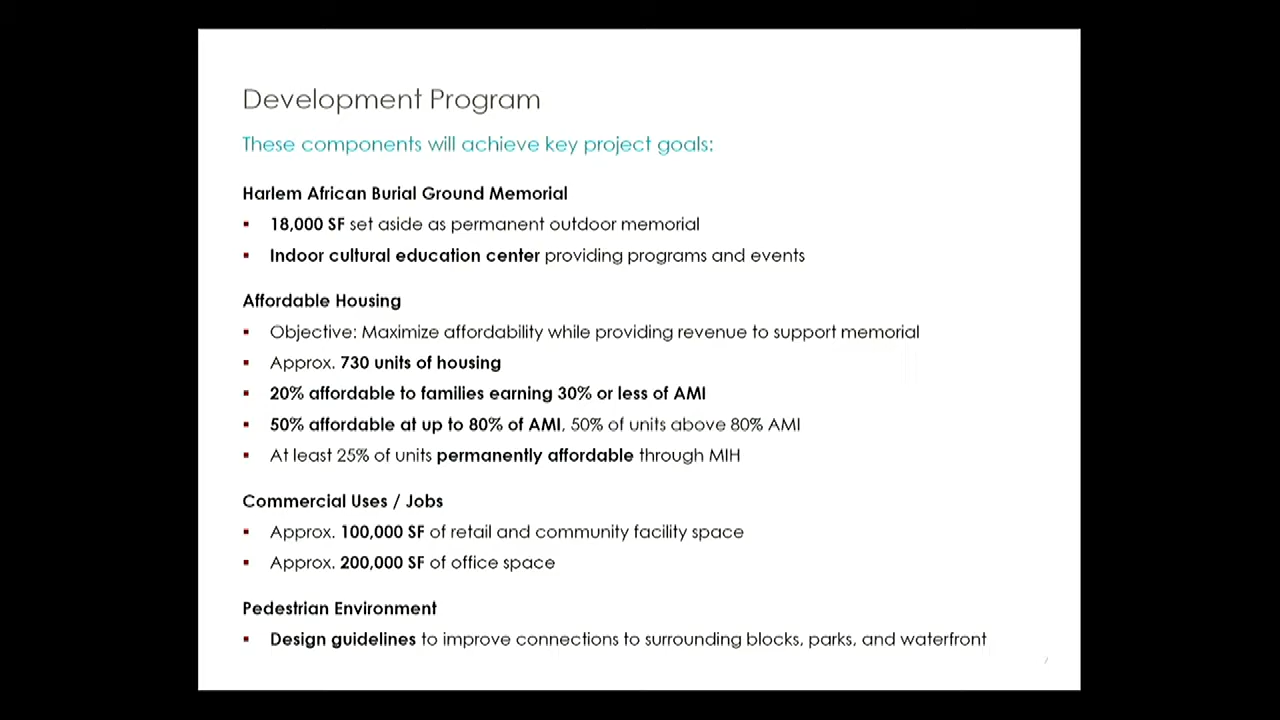 Development Program
These components will achieve key project goals:
Harlem African Burial Ground Memorial
▪ 18,000 SF set aside as permanent outdoor memorial
▪ Indoor cultural education center providing programs and events
Affordable Housing
▪ Objective: Maximize affordability while providing revenue to support memorial
▪ Approx. 730 units of housing
▪ 20% affordable to families earning 30% or less of AMI
▪ 50% affordable at up to 80% of AMI, 50% of units above 80% AMI
▪ At least 25% of units permanently affordable through MIH
Commercial Uses / Jobs
▪ Approx. 100,000 SF of retail and community facility space
▪ Approx. 200,000 SF of office space
Pedestrian Environment
▪ Design guidelines to improve connections to surrounding blocks, parks, and waterfront